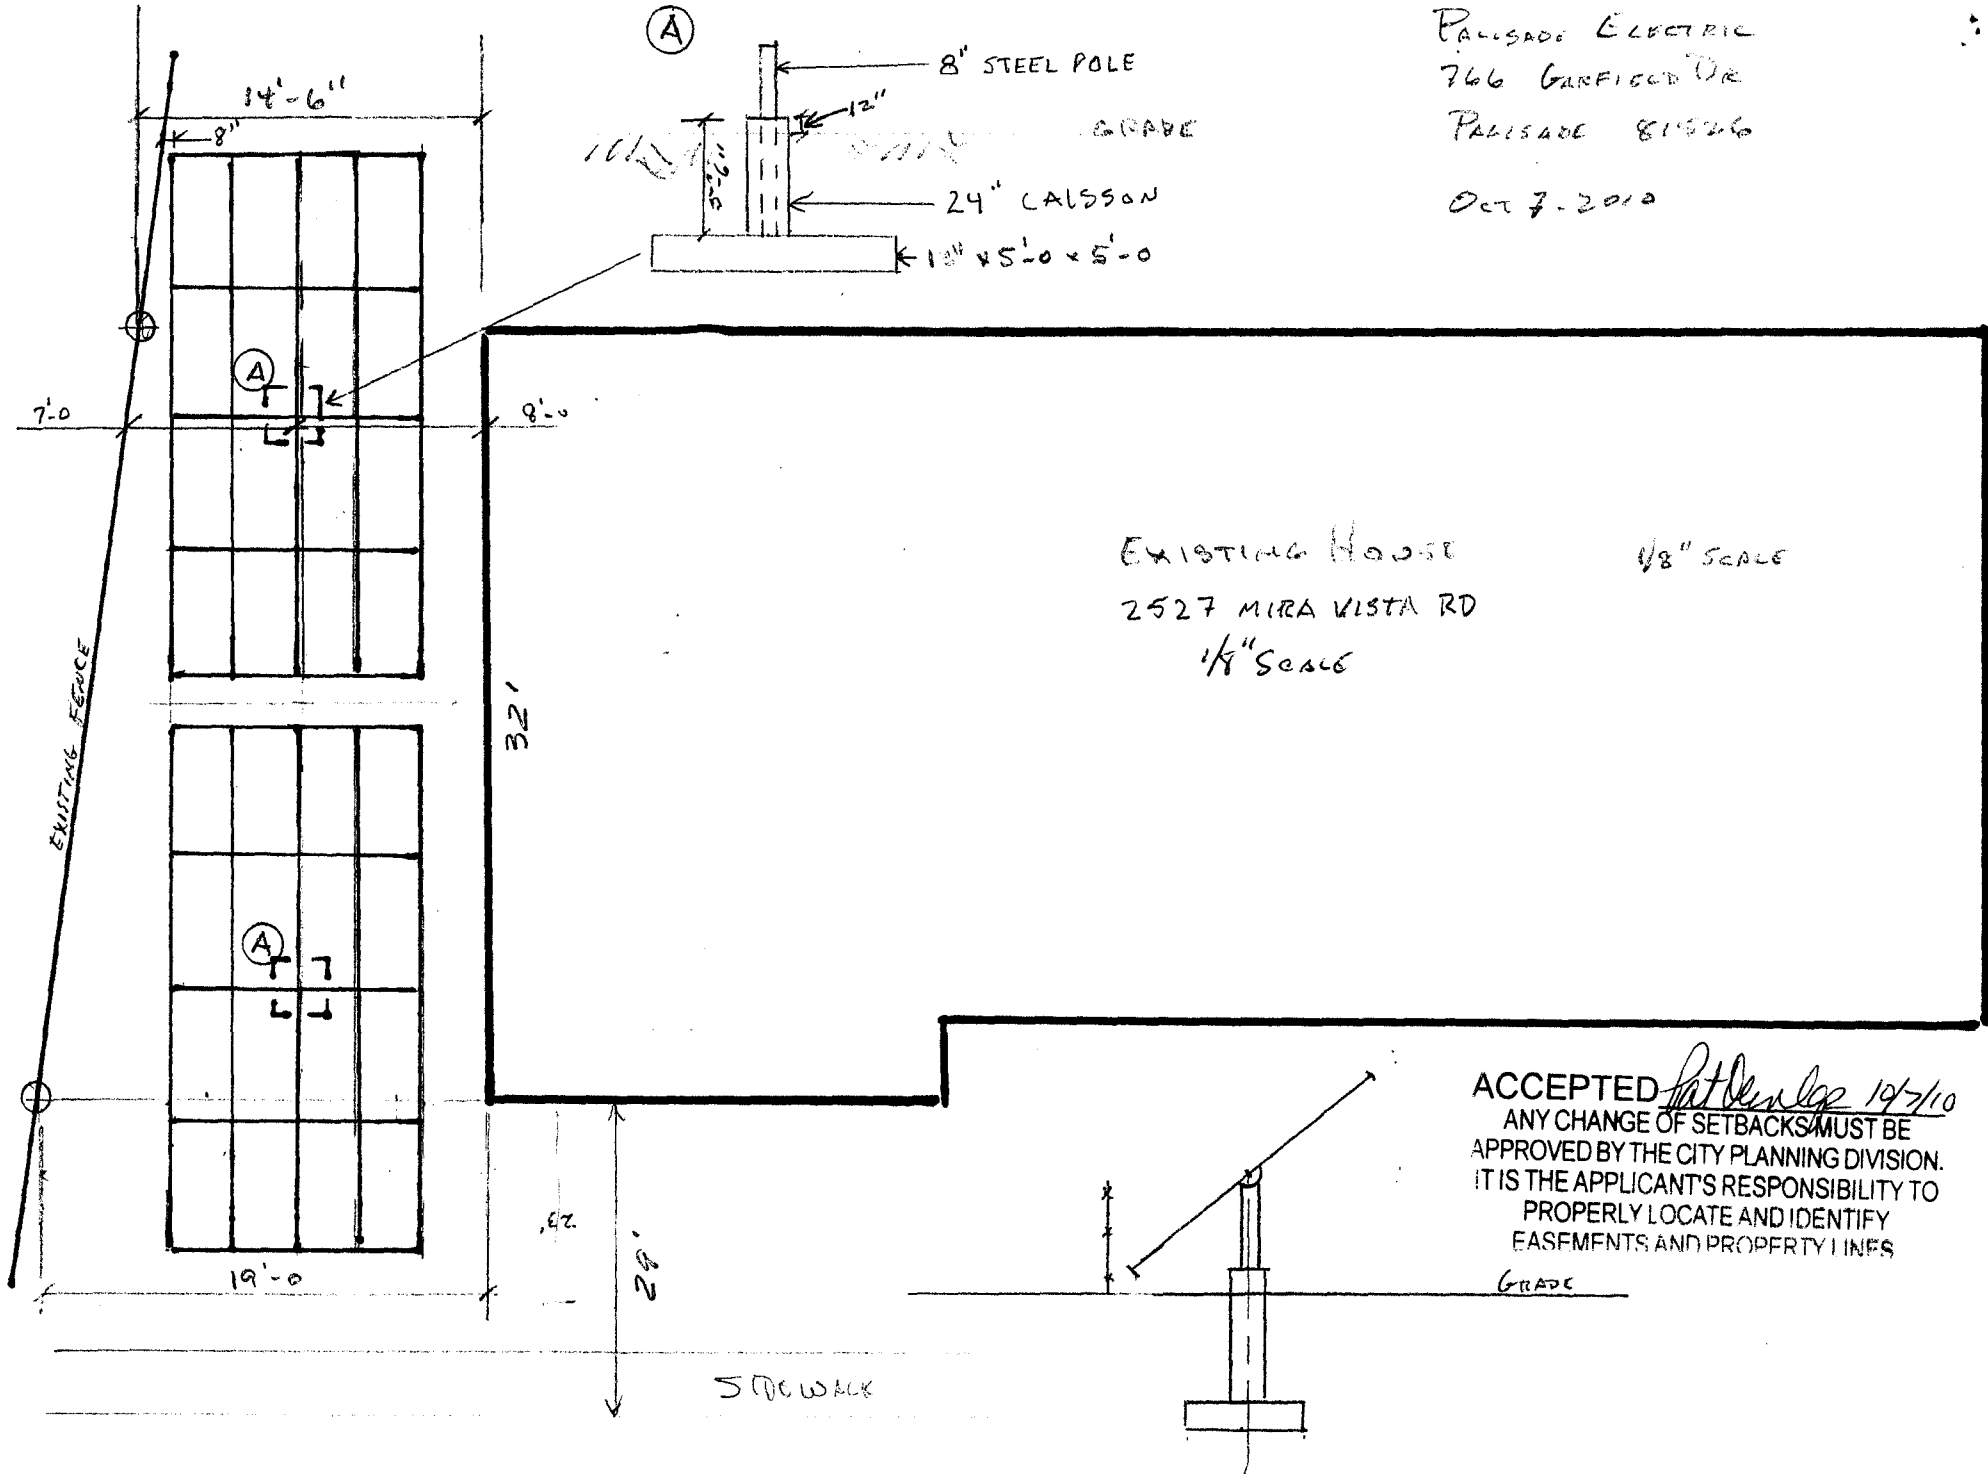 A
8" STEEL POLE
12"
GRADE
5'-6"
24" CAISSON
10" x 5'-0 x 5'-0
PALISADE ELECTRIC
766 GARFIELD DR
PALISADE 81526
OCT 7-2010
14'-6"
8"
A
7'-0
8'-0
EXISTING FENCE
32'
EXISTING HOUSE
1/8" SCALE
2527 MIRA VISTA RD
1/8" SCALE
A
19'-0
29'
SIDEWALK
ACCEPTED Pat Dunlap 10/7/10
ANY CHANGE OF SETBACKS MUST BE
APPROVED BY THE CITY PLANNING DIVISION.
IT IS THE APPLICANT'S RESPONSIBILITY TO
PROPERLY LOCATE AND IDENTIFY
EASEMENTS AND PROPERTY LINES
GRADE